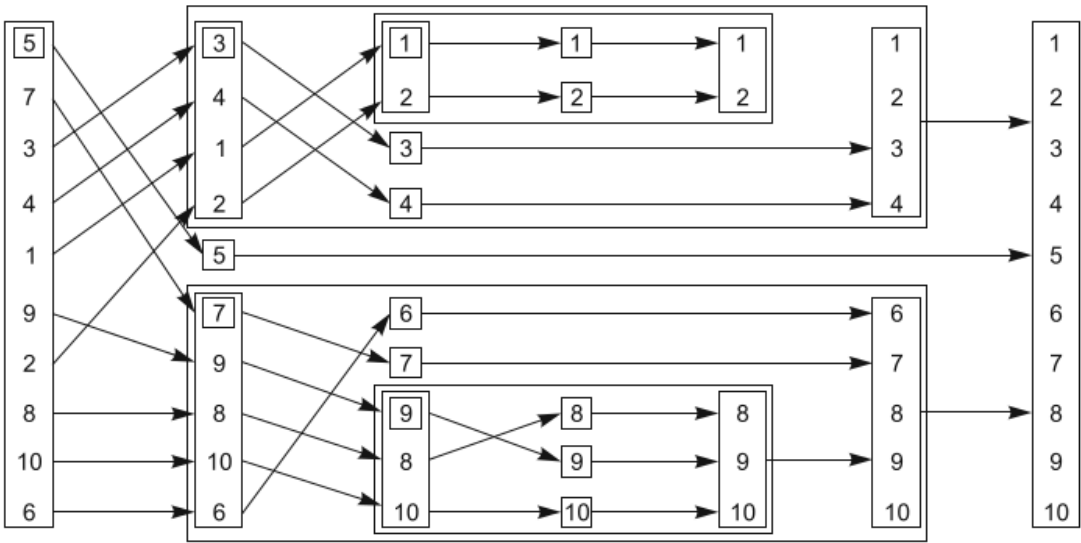 5 3 1 1 1 1 1
7 4 2 2 2 2 2
3 1 3 3 3
4 2 4 4 4
1 5 5
9 7 6 6 6
2 9 7 7 7
8 8 9 8 8 8 8
10 10 8 9 9 9 9
6 6 10 10 10 10 10